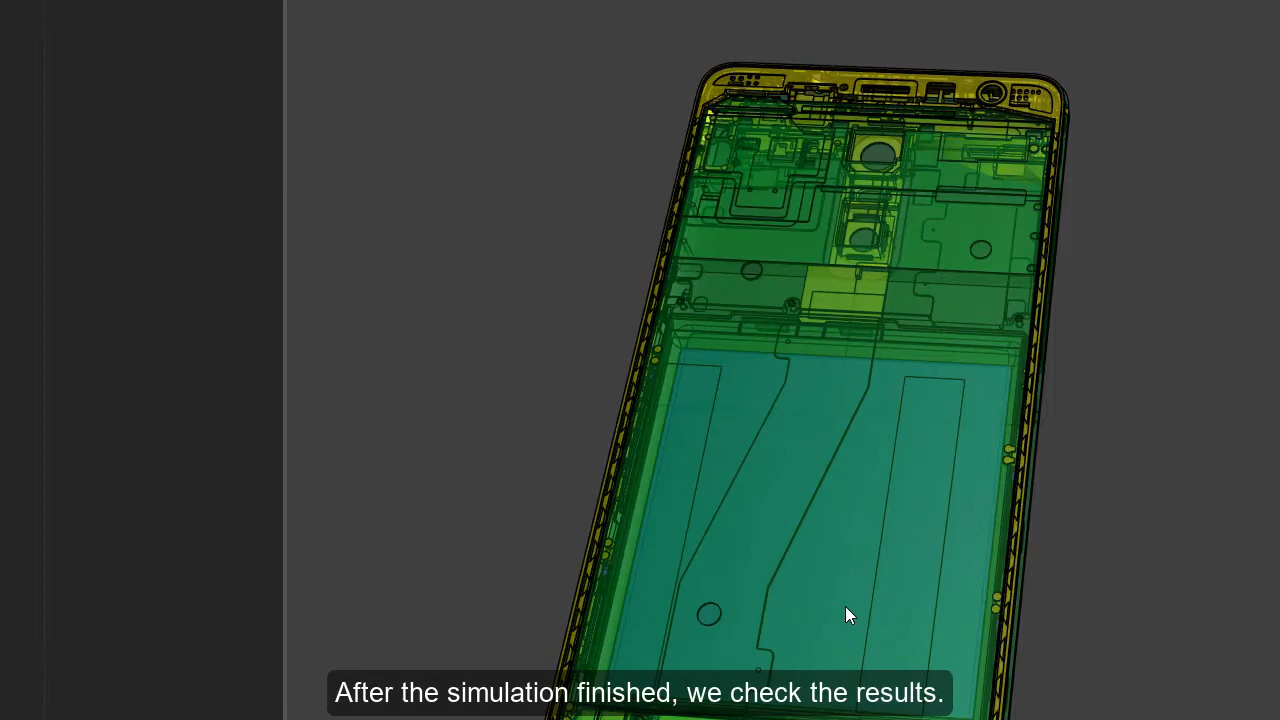 After the simulation finished, we check the results.